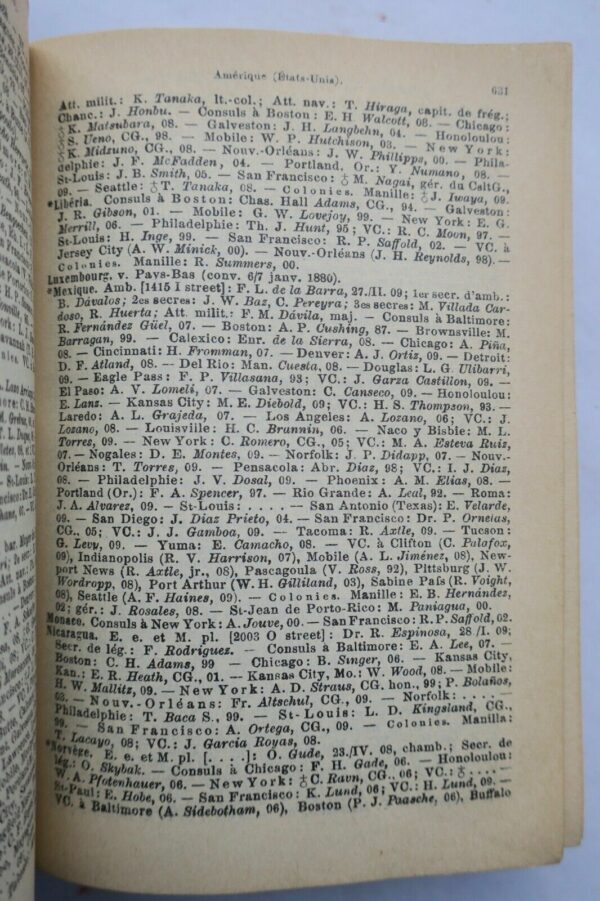 Amérique (États-Unis).
631
Att. milit.: K. Tanaka, lt.-col.; Att. nav.: T. Hiraga, capit. de frég.;
Chanc.: J. Honbu. — Consuls à Boston: E. H. Walcott, 08. — Chicago:
☿ K. Matsubara, 08. — Galveston: J. H. Langbehn, 04. — Honoloulou:
☿ S. Ueno, CG., 98. — Mobile: W. P. Hutchison, 03. — New York:
☿ K. Midzuno, CG., 08. — Nouv.-Orléans: J. W. Phillipps, 00. — Phila-
delphie: J. F. McFadden, 04. — Portland, Or.: Y. Numano, 08. —
St-Louis: J. B. Smith, 05. — San Francisco: ☿ M. Nagai, gér. du CsltG.,
09. — Seattle: ☿ T. Tanaka, 08. — Colonies. Manille: ☿ J. Iwaya, 09.
*Libéria. Consuls à Boston: Chas. Hall Adams, CG., 94. — Galveston:
J. R. Gibson, 01. — Mobile: G. W. Lovejoy, 99. — New York: E. G.
Merrill, 06. — Philadelphie: Th. J. Hunt, 95; VC.: R. C. Moon, 97. —
St-Louis: H. Inge, 99. — San Francisco: R. P. Saffold, 02. — VC. à
Jersey City (A. W. Minick, 00). — Nouv.-Orléans (J. H. Reynolds, 98). —
Colonies. Manille: R. Summers, 00.
Luxembourg. v. Pays-Bas (conv. 6/7 janv. 1880).
*Mexique. Amb. [1415 I street]: F. L. de la Barra, 27./II. 09; 1er secr. d'amb.:
B. Dávalos; 2es secres: J. W. Baz, C. Pereyra; 3es secres: M. Villada Car-
doso, R. Huerta; Att. milit.: F. M. Dávila, maj. — Consuls à Baltimore:
R. Fernández Güel, 07. — Boston: A. P. Cushing, 87. — Brownsville: M.
Barragan, 99. — Calexico: Enr. de la Sierra, 08. — Chicago: A. Piña,
08. — Cincinnati: H. Fromman, 07. — Denver: A. J. Ortiz, 09. — Detroit:
D. F. Atland, 08. — Del Rio: Man. Cuesta, 08. — Douglas: L. G. Ulibarri,
09. — Eagle Pass: F. P. Villasana, 93; VC.: J. Garza Castillon, 09. —
El Paso: A. V. Lomeli, 07. — Galveston: C. Canseco, 09. — Honoloulou:
E. Lanz. — Kansas City: M. E. Diebold, 09; VC.: H. S. Thompson, 93. —
Laredo: A. L. Grajeda, 07. — Los Angeles: A. Lozano, 06; VC.: J.
Lozano, 08. — Louisville: H. C. Brannin, 06. — Naco y Bisbie: M. L.
Torres, 09. — New York: C. Romero, CG., 05; VC.: M. A. Esteva Ruiz,
07. — Nogales: D. E. Montes, 09. — Norfolk: J. P. Didapp, 07. — Nouv.-
Orléans: T. Torres, 09. — Pensacola: Abr. Diaz, 98; VC.: I. J. Diaz,
08. — Philadelphie: J. V. Dosal, 09. — Phoenix: A. M. Elias, 08. —
Portland (Or.): F. A. Spencer, 97. — Rio Grande: A. Leal, 92. — Roma:
J. A. Alvarez, 09. — St-Louis: . . . . — San Antonio (Texas): E. Velarde,
09. — San Diego: J. Diaz Prieto, 04. — San Francisco: Dr. P. Orneias,
CG., 05; VC.: J. J. Gamboa, 09. — Tacoma: R. Axtle, 09. — Tucson:
G. Levy, 09. — Yuma: E. Camacho, 08. — VC. à Clifton (C. Palafox,
09), Indianopolis (R. V. Harrison, 07), Mobile (A. L. Jiménez, 08), New-
port News (R. Axtle, jr., 08), Pascagoula (V. Ross, 92), Pittsburg (J. W.
Wordropp, 08), Port Arthur (W. H. Gilliland, 03), Sabine País (R. Voight,
08), Seattle (A. F. Haines, 09). — Colonies. Manille: E. B. Hernández,
02; gér.: J. Rosales, 08. — St-Jean de Porto-Rico: M. Paniagua, 00.
Monaco. Consuls à New York: A. Jouve, 00. — San Francisco: R. P. Saffold, 02.
Nicaragua. E. e. et M. pl. [2003 O street]: Dr. R. Espinosa, 28./I. 09;
Secr. de lég.: F. Rodriguez. — Consuls à Baltimore: E. A. Lee, 07. —
Boston: C. H. Adams, 99 — Chicago: B. Singer, 06. — Kansas City,
Kan.: E. R. Heath, CG., 01. — Kansas City, Mo.: W. Wood, 08. — Mobile:
H. W. Mallitz, 09. — New York: A. D. Straus, CG. hon., 99; P. Bolaños,
03. — Nouv.-Orléans: Fr. Altschul, CG., 09. — Norfolk: . . . . —
Philadelphie: T. Baca S., 99. — St-Louis: L. D. Kingsland, CG.,
99. — San Francisco: A. Ortega, CG., 09. — Colonies. Manilla:
T. Lacayo, 08; VC.: J. Garcia Royas, 08.
*Norvège. E. e. et M. pl. [. . . .]: O. Gude, 23./IV. 08, chamb.; Secr. de
lég.: O. Skybak. — Consuls à Chicago: F. H. Gade, 06. — Honoloulou:
W. A. Pfotenhauer, 06. — New York: ☿ C. Ravn, CG., 06; VC.: ☿ . . . . —
St-Paul: E. Hobe, 06. — San Francisco: K. Lund, 06; VC.: H. Lund, 09. —
VC. à Baltimore (A. Sidebotham, 06), Boston (P. J. Paasche, 06), Buffalo